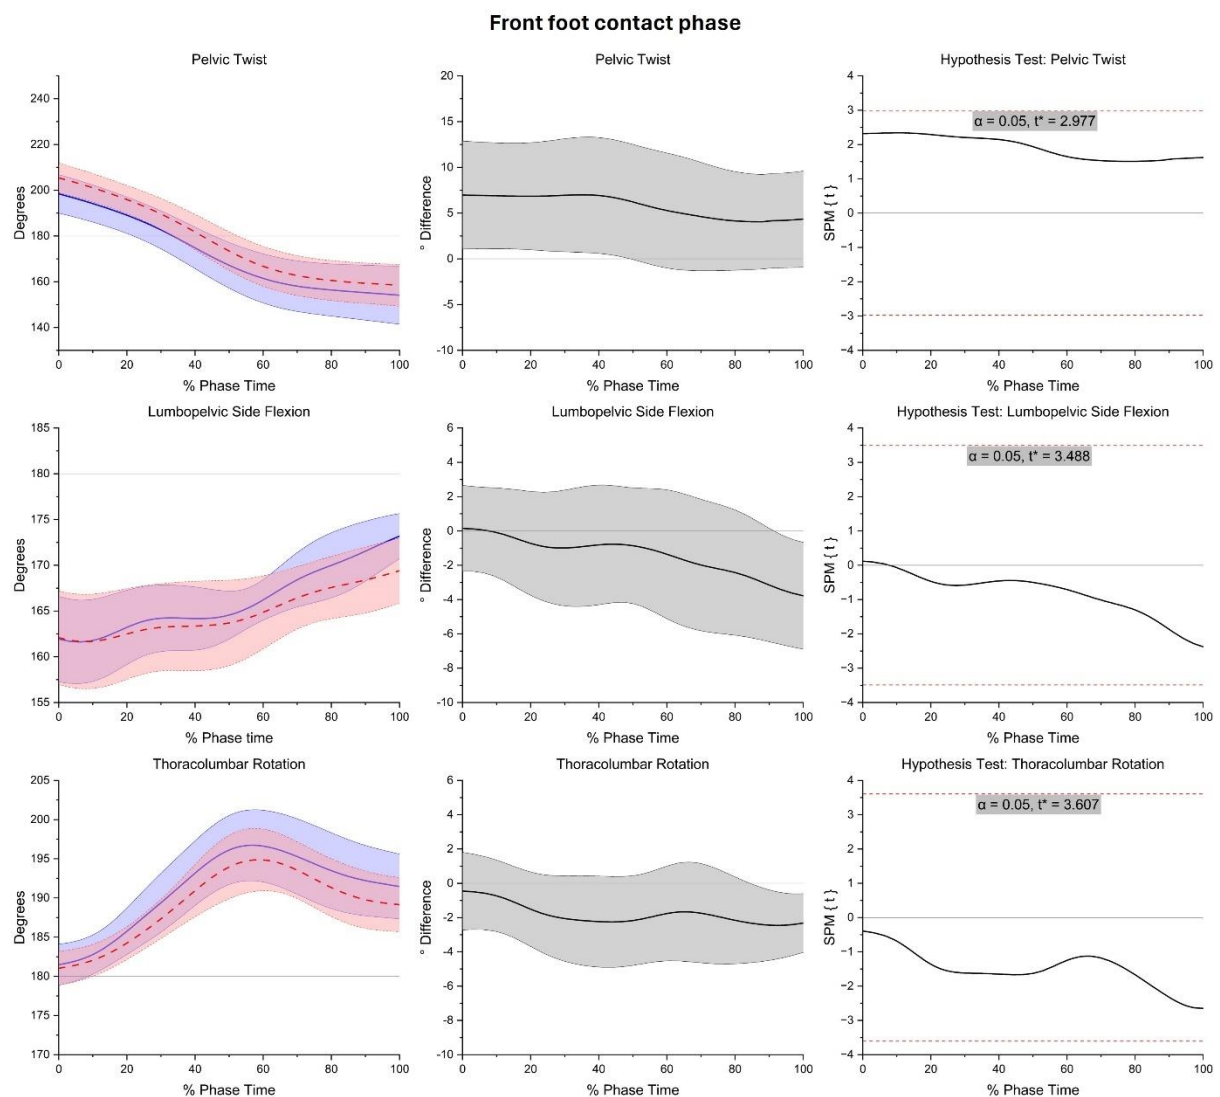 Front foot contact phase
Pelvic Twist
240
220
200
180
160
140
Degrees
0 20 40 60 80 100
% Phase Time
Pelvic Twist
20
15
10
5
0
-5
-10
° Difference
0 20 40 60 80 100
% Phase Time
Hypothesis Test: Pelvic Twist
4
3
2
1
0
-1
-2
-3
-4
SPM { t }
α = 0.05, t* = 2.977
0 20 40 60 80 100
% Phase Time
Lumbopelvic Side Flexion
185
180
175
170
165
160
155
Degrees
0 20 40 60 80 100
% Phase time
Lumbopelvic Side Flexion
6
4
2
0
-2
-4
-6
-8
-10
° Difference
0 20 40 60 80 100
% Phase Time
Hypothesis Test: Lumbopelvic Side Flexion
4
3
2
1
0
-1
-2
-3
-4
SPM { t }
α = 0.05, t* = 3.488
0 20 40 60 80 100
% Phase Time
Thoracolumbar Rotation
205
200
195
190
185
180
175
170
Degrees
0 20 40 60 80 100
% Phase Time
Thoracolumbar Rotation
6
4
2
0
-2
-4
-6
-8
-10
° Difference
0 20 40 60 80 100
% Phase Time
Hypothesis Test: Thoracolumbar Rotation
4
3
2
1
0
-1
-2
-3
-4
SPM { t }
α = 0.05, t* = 3.607
0 20 40 60 80 100
% Phase Time